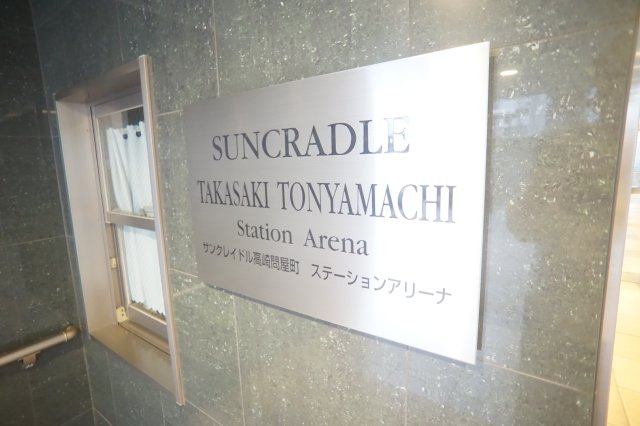 SUNCRADLE
TAKASAKI TONYAMACHI
Station Arena
サンクレイドル高崎問屋町 ステーションアリーナ